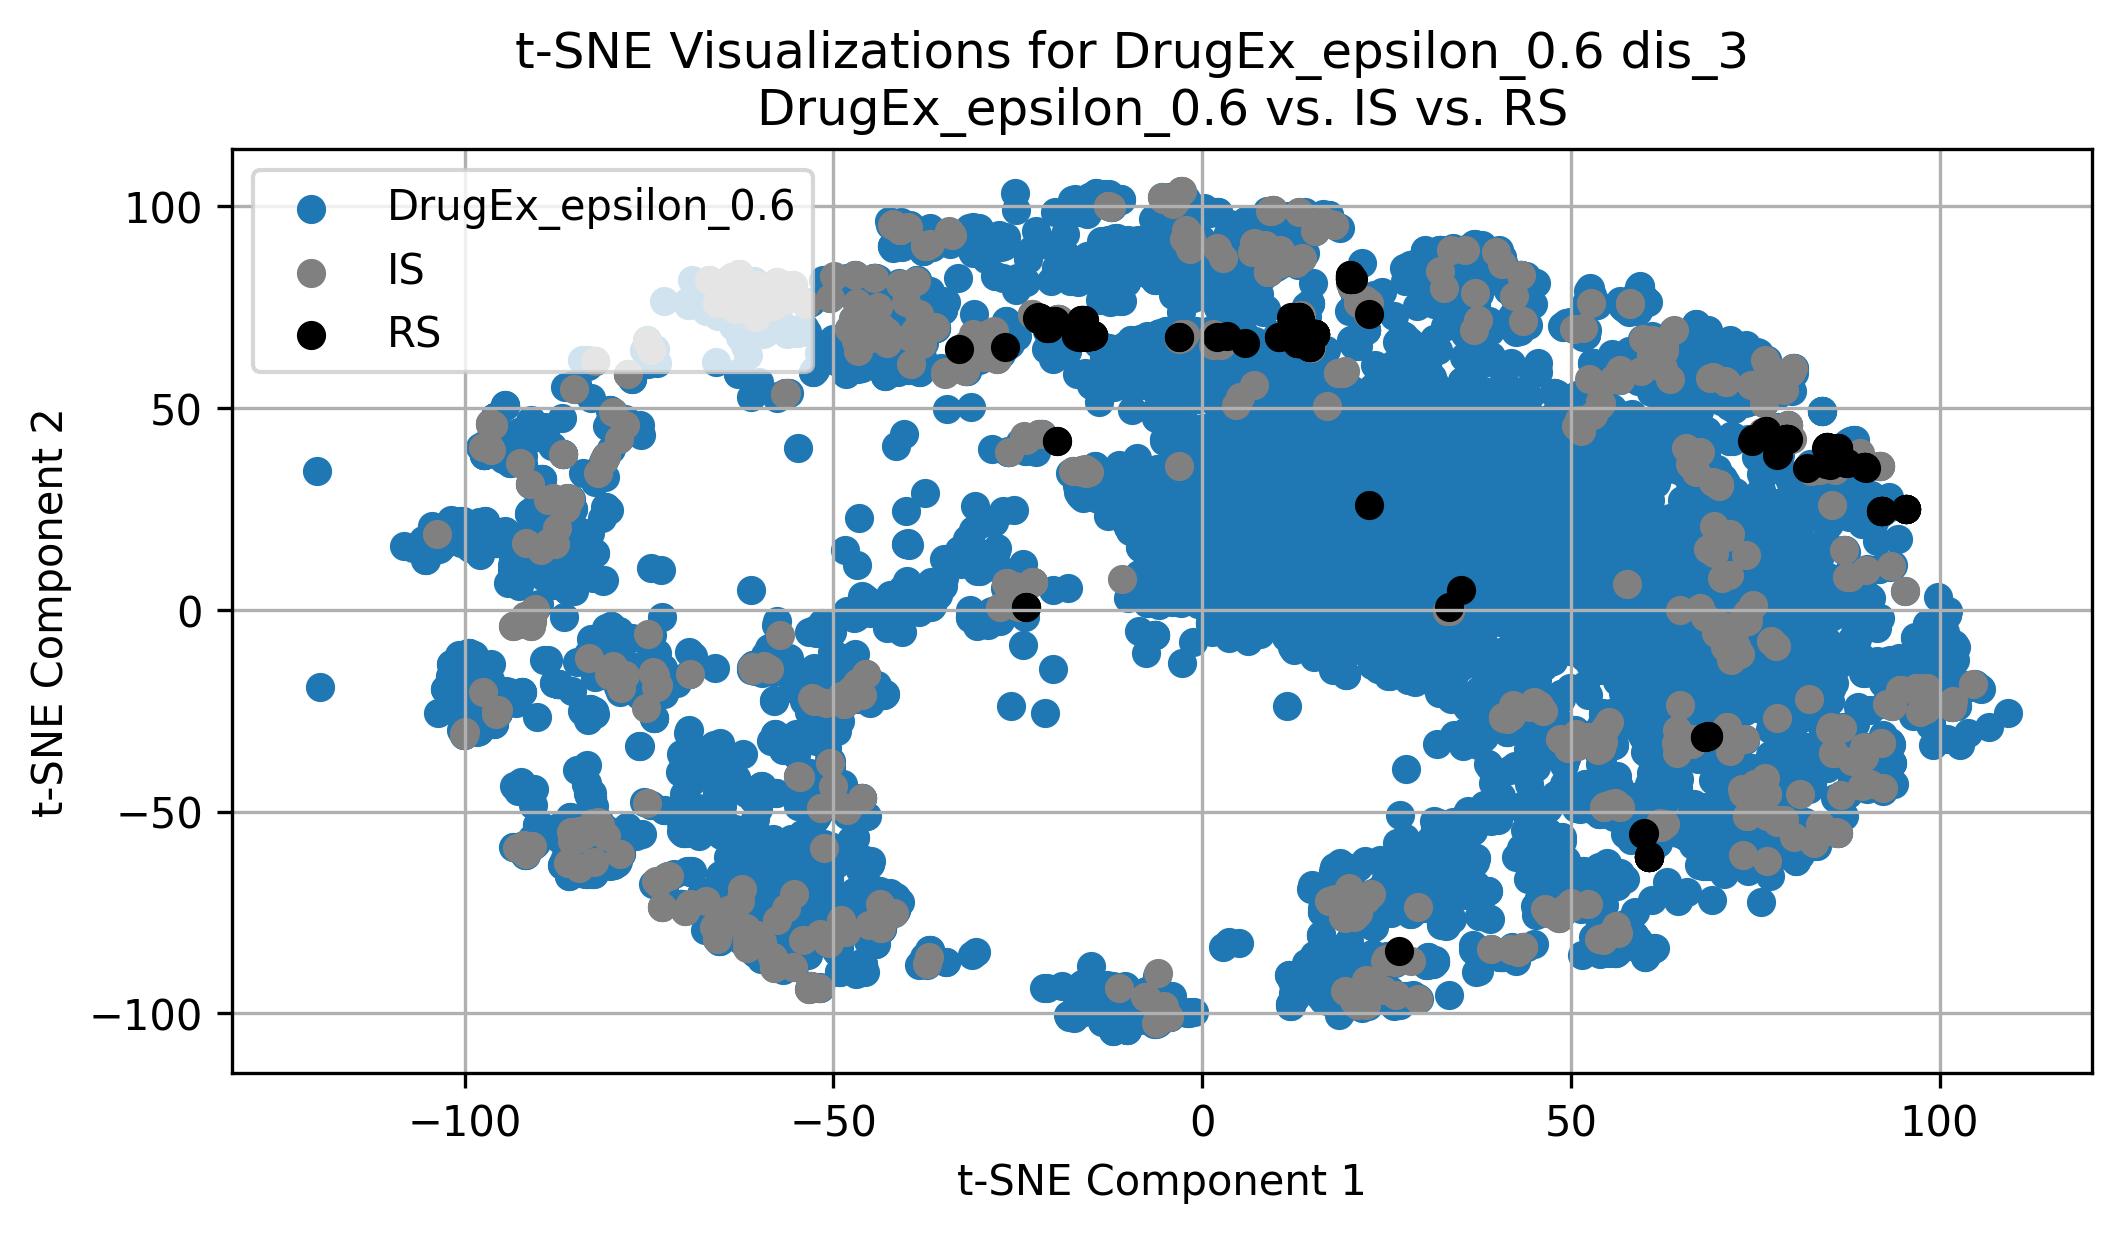 t-SNE Visualizations for DrugEx_epsilon_0.6 dis_3
DrugEx_epsilon_0.6 vs. IS vs. RS
DrugEx_epsilon_0.6
IS
RS
t-SNE Component 2
100
50
0
−50
−100
−100
−50
0
50
100
t-SNE Component 1